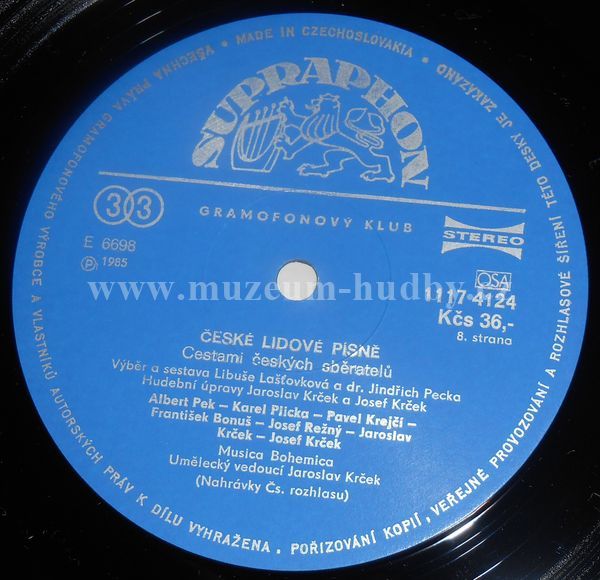 VŠECHNA PRÁVA GRAMOFONOVÉHO VÝROBCE A VLASTNÍKŮ AUTORSKÝCH PRÁV K DÍLU VYHRAŽENA. POŘIZOVÁNÍ KOPIÍ, VEŘEJNÉ PROVOZOVÁNÍ A ROZHLASOVÉ ŠÍŘENÍ TÉTO DESKY JE ZAKÁZÁNO • MADE IN CZECHOSLOVAKIA •
SUPRAPHON
33
GRAMOFONOVÝ KLUB
STEREO
E 6698
Ⓟ 1985
OSA
1117 4124
Kčs 36,-
8. strana
www.muzeum-hudby.
ČESKÉ LIDOVÉ PÍSNĚ
Cestami českých sběratelů
Výběr a sestava Libuše Lašťovková a dr. Jindřich Pecka
Hudební úpravy Jaroslav Krček a Josef Krček
Albert Pek – Karel Plicka – Pavel Krejčí –
František Bonuš – Josef Režný – Jaroslav
Krček – Josef Krček
Musica Bohemica
Umělecký vedoucí Jaroslav Krček
(Nahrávky Čs. rozhlasu)